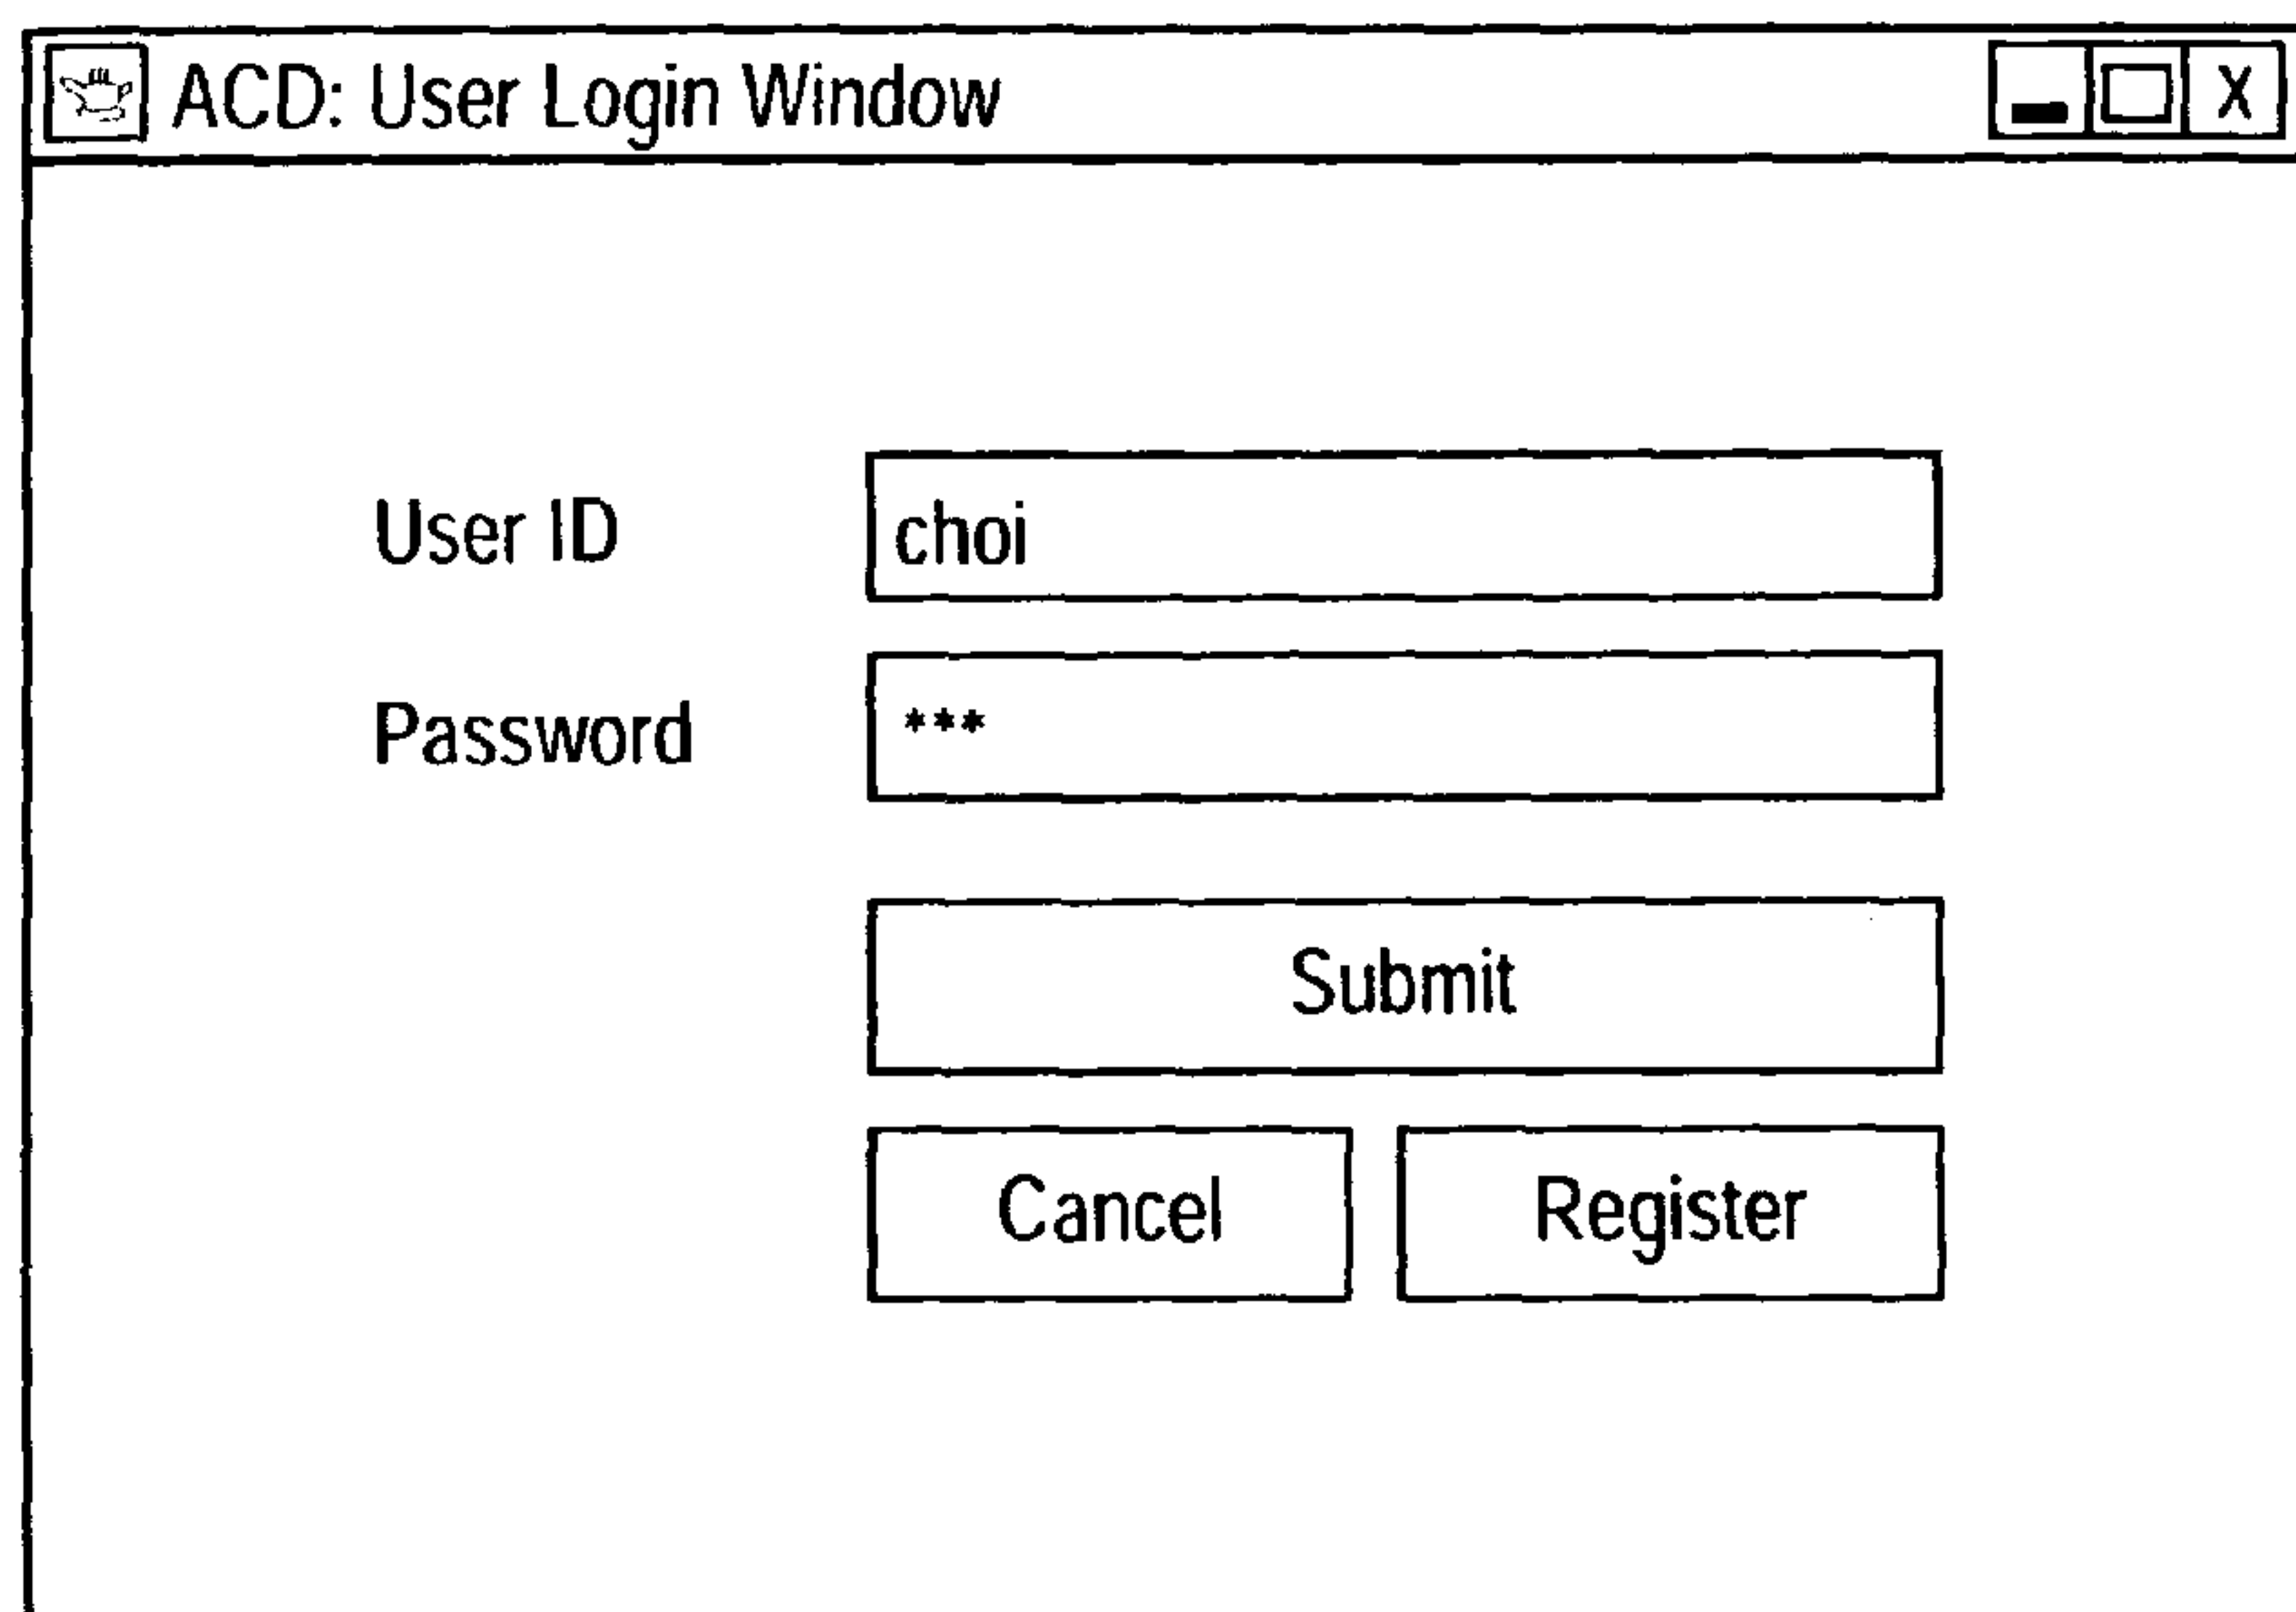 ACD: User Login Window X
User ID choi
Password ***
Submit
Cancel Register